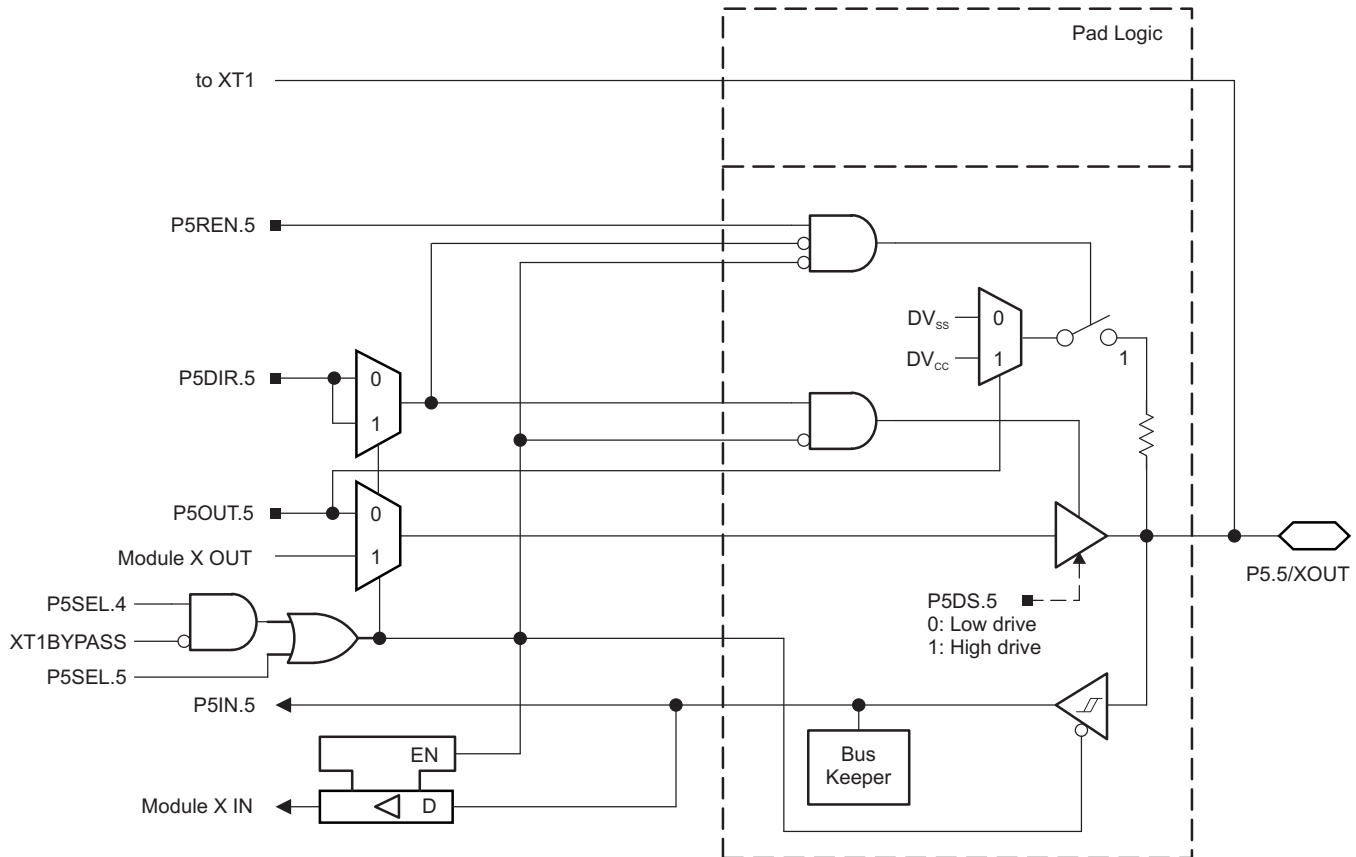 Pad Logic
to XT1
P5REN.5
DVSS
0
DVCC
1
1
P5DIR.5
0
1
P5OUT.5
0
Module X OUT
1
P5.5/XOUT
P5SEL.4
P5DS.5
0: Low drive
1: High drive
XT1BYPASS
P5SEL.5
P5IN.5
EN
Bus
Keeper
Module X IN
D